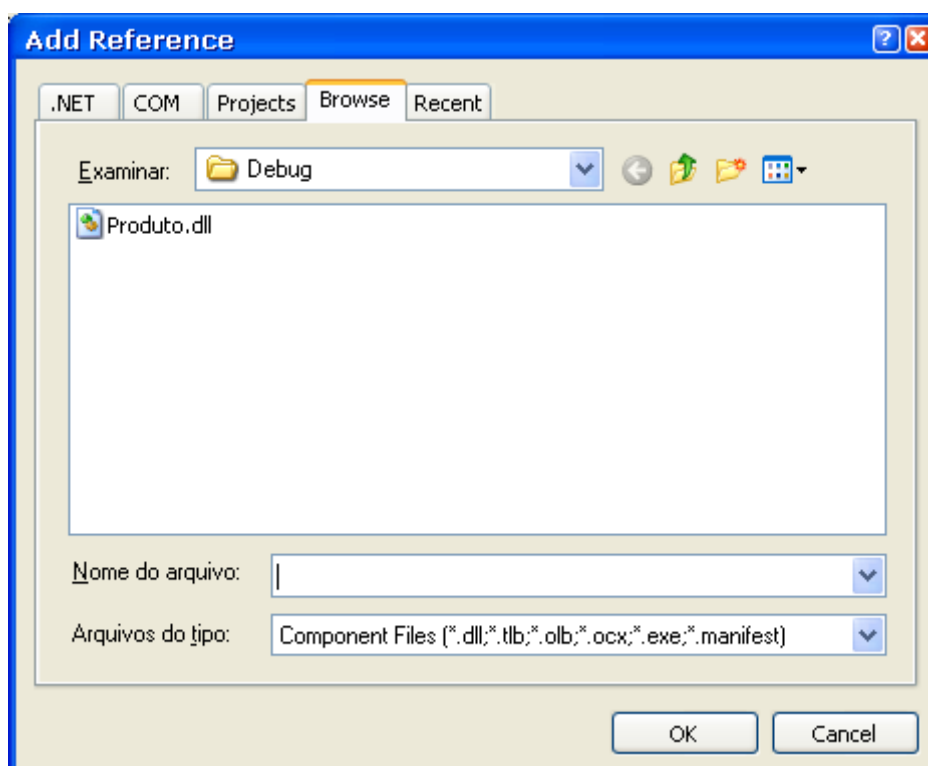 Add Reference
.NET COM Projects Browse Recent
Examinar: Debug
Produto.dll
Nome do arquivo:
Arquivos do tipo: Component Files (*.dll;*.tlb;*.olb;*.ocx;*.exe;*.manifest)
OK Cancel